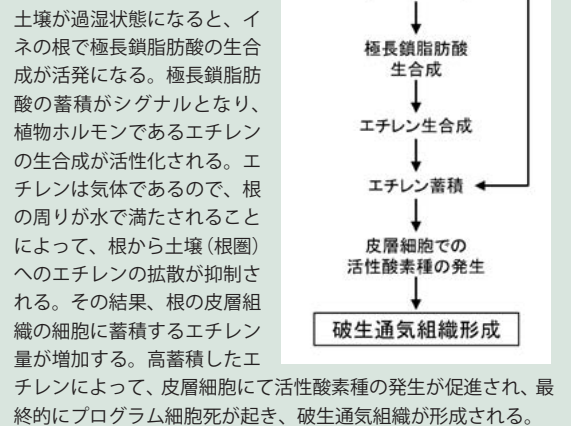 土壌が過湿状態になると、イ
ネの根で極長鎖脂肪酸の生合
成が活発になる。極長鎖脂肪
酸の蓄積がシグナルとなり、
植物ホルモンであるエチレン
の生合成が活性化される。エ
チレンは気体であるので、根
の周りが水で満たされること
によって、根から土壌（根圏）
へのエチレンの拡散が抑制さ
れる。その結果、根の皮層組
織の細胞に蓄積するエチレン
量が増加する。高蓄積したエ
チレンによって、皮層細胞にて活性酸素種の発生が促進され、最
終的にプログラム細胞死が起き、破生通気組織が形成される。
極長鎖脂肪酸
生合成
エチレン生合成
エチレン蓄積
皮層細胞での
活性酸素種の発生
破生通気組織形成